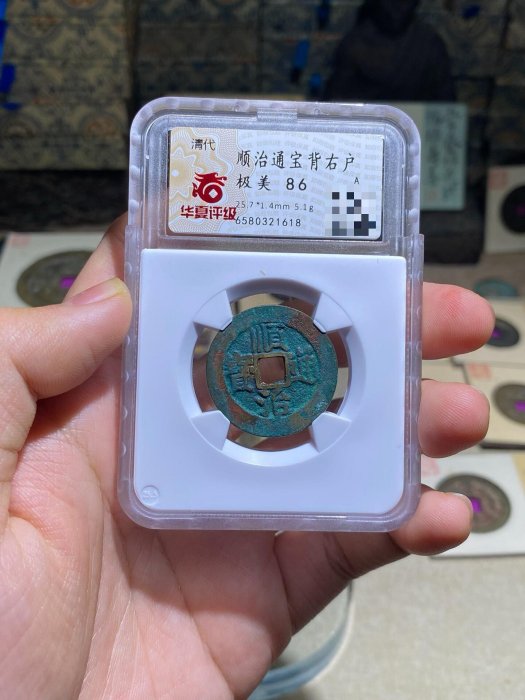 清代
顺治通宝背右户
极美 86 A
25.7*1.4mm 5.1g
华夏评级
6580321618
顺治通寳